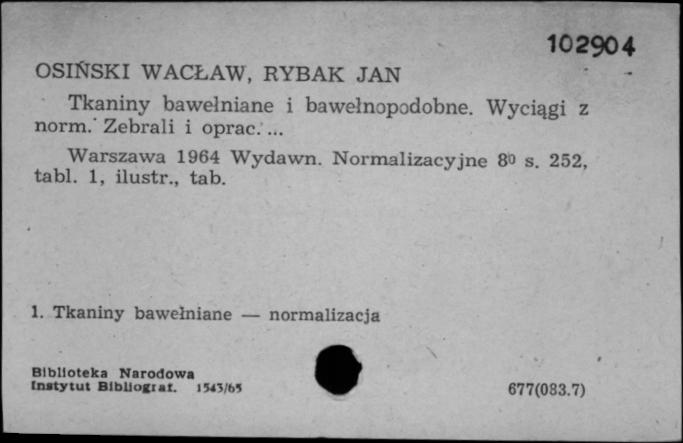 102904
OSIŃSKI WACŁAW, RYBAK JAN
Tkaniny bawełniane i bawełnopodobne. Wyciągi z
norm. Zebrali i oprac. ...
Warszawa 1964 Wydawn. Normalizacyjne 8⁰ s. 252,
tabl. 1, ilustr., tab.
1. Tkaniny bawełniane — normalizacja
Biblioteka Narodowa
Instytut Bibliograf. 1543/65
677(083.7)